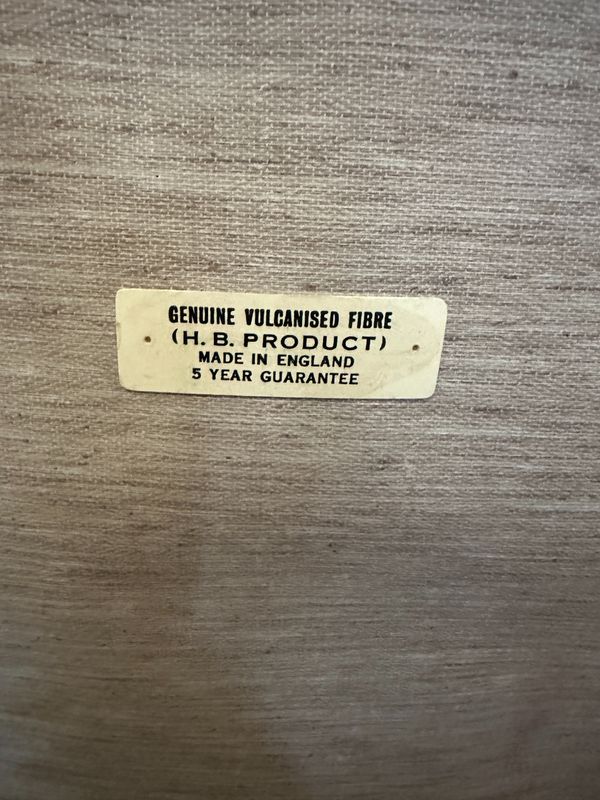 GENUINE VULCANISED FIBRE
(H. B. PRODUCT)
MADE IN ENGLAND
5 YEAR GUARANTEE